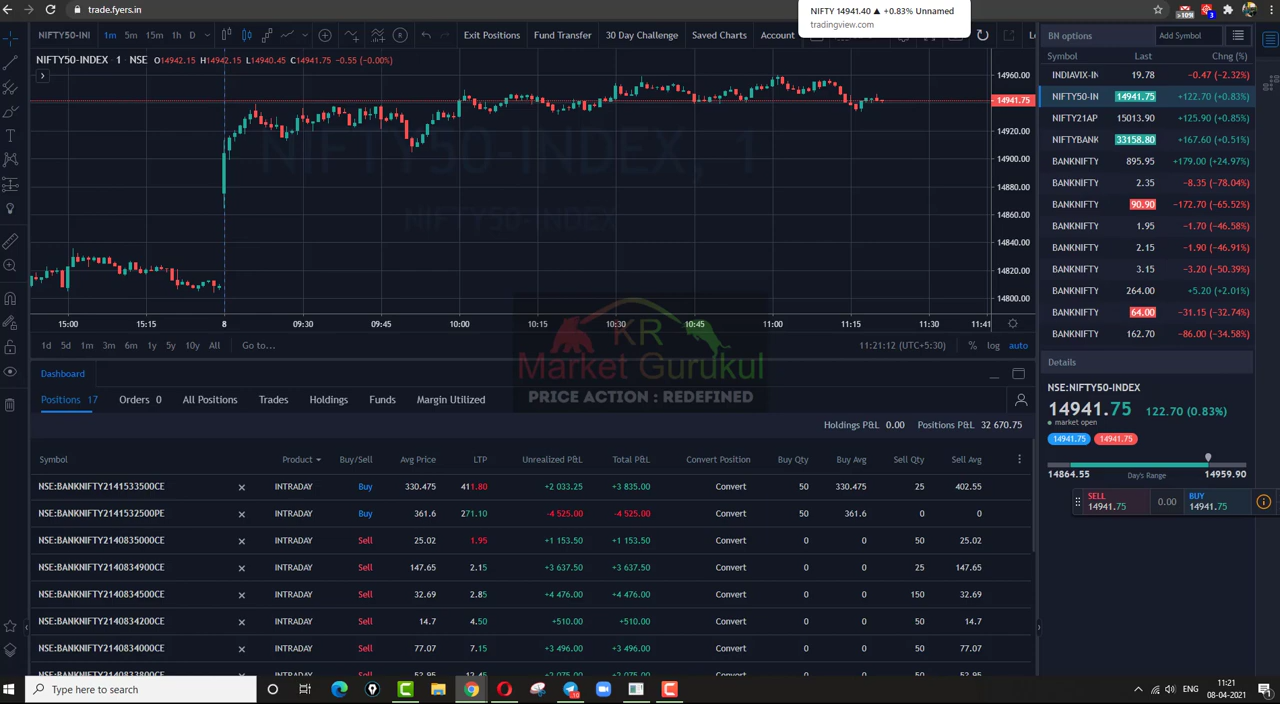 trade.fyers.in
NIFTY 14941.40 ▲ +0.83% Unnamed
tradingview.com
+109
3
NIFTY50-INI 1m 3m 15m 1h D
Exit Positions Fund Transfer 30 Day Challenge Saved Charts Account
NIFTY50-INDEX 1 NSE O14942.15 H14942.15 L14940.45 C14941.75 -0.55 (-0.00%)
NIFTY50-INDEX, 1
NIFTY50-INDEX
14960.00
14941.75
14920.00
14900.00
14880.00
14860.00
14840.00
14820.00
14800.00
15:00 15:15 8 09:30 09:45 10:00 10:15 10:30 10:45 11:00 11:15 11:30 11:41
1d 5d 1m 3m 6m 1y 5y 10y All Go to...
11:21:12 (UTC+5:30) % log auto
KR
Market Gurukul
PRICE ACTION : REDEFINED
BN options Add Symbol
Symbol Last Chng (%)
INDIAVIX-IN 19.78 −0.47 (−2.32%)
NIFTY50-IN 14941.75 +122.70 (+0.83%)
NIFTY21AP 15013.90 +125.90 (+0.85%)
NIFTYBANK 33158.80 +167.60 (+0.51%)
BANKNIFTY 895.95 +179.00 (+24.97%)
BANKNIFTY 2.35 −8.35 (−78.04%)
BANKNIFTY 90.90 −172.70 (−65.52%)
BANKNIFTY 1.95 −1.70 (−46.58%)
BANKNIFTY 2.15 −1.90 (−46.91%)
BANKNIFTY 3.15 −3.20 (−50.39%)
BANKNIFTY 264.00 +5.20 (+2.01%)
BANKNIFTY 64.00 −31.15 (−32.74%)
BANKNIFTY 162.70 −86.00 (−34.58%)
Details
NSE:NIFTY50-INDEX
14941.75 122.70 (0.83%)
market open
14941.75 14941.75
14864.55 Day's Range 14959.90
SELL 14941.75 0.00 BUY 14941.75
Dashboard
Positions 17 Orders 0 All Positions Trades Holdings Funds Margin Utilized
Holdings P&L 0.00 Positions P&L 32 670.75
Symbol Product Buy/Sell Avg Price LTP Unrealized P&L Total P&L Convert Position Buy Qty Buy Avg Sell Qty Sell Avg
NSE:BANKNIFTY2141533500CE INTRADAY Buy 330.475 411.80 +2 033.25 +3 835.00 Convert 50 330.475 25 402.55
NSE:BANKNIFTY2141532500PE INTRADAY Buy 361.6 271.10 -4 525.00 -4 525.00 Convert 50 361.6 0 0
NSE:BANKNIFTY2140835000CE INTRADAY Sell 25.02 1.95 +1 153.50 +1 153.50 Convert 0 0 50 25.02
NSE:BANKNIFTY2140834900CE INTRADAY Sell 147.65 2.15 +3 637.50 +3 637.50 Convert 0 0 25 147.65
NSE:BANKNIFTY2140834500CE INTRADAY Sell 32.69 2.85 +4 476.00 +4 476.00 Convert 0 0 150 32.69
NSE:BANKNIFTY2140834200CE INTRADAY Sell 14.7 4.50 +510.00 +510.00 Convert 0 0 50 14.7
NSE:BANKNIFTY2140834000CE INTRADAY Sell 77.07 7.15 +3 496.00 +3 496.00 Convert 0 0 50 77.07
Type here to search
ENG
11:21
08-04-2021